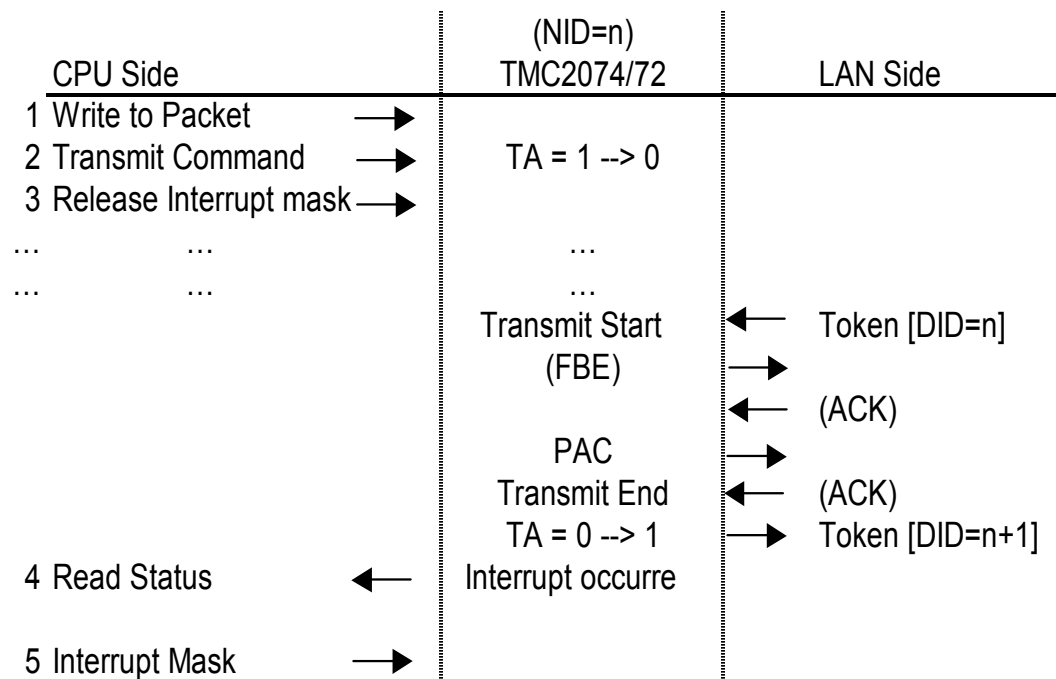 (NID=n)
CPU Side TMC2074/72 LAN Side
1 Write to Packet
2 Transmit Command TA = 1 --> 0
3 Release Interrupt mask
… … …
… … …
Transmit Start Token [DID=n]
(FBE)
(ACK)
PAC
Transmit End (ACK)
TA = 0 --> 1 Token [DID=n+1]
4 Read Status Interrupt occurre
5 Interrupt Mask